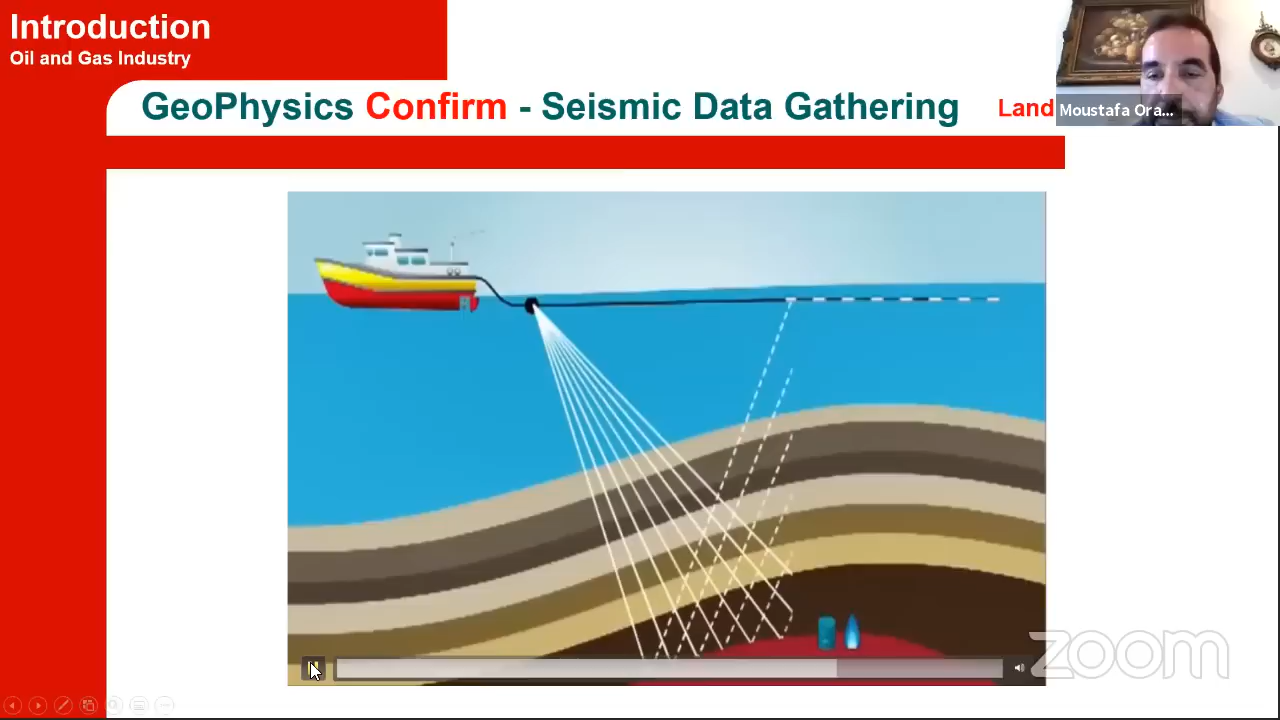 Introduction
Oil and Gas Industry
GeoPhysics Confirm - Seismic Data Gathering
Land
Moustafa Ora...
zoom